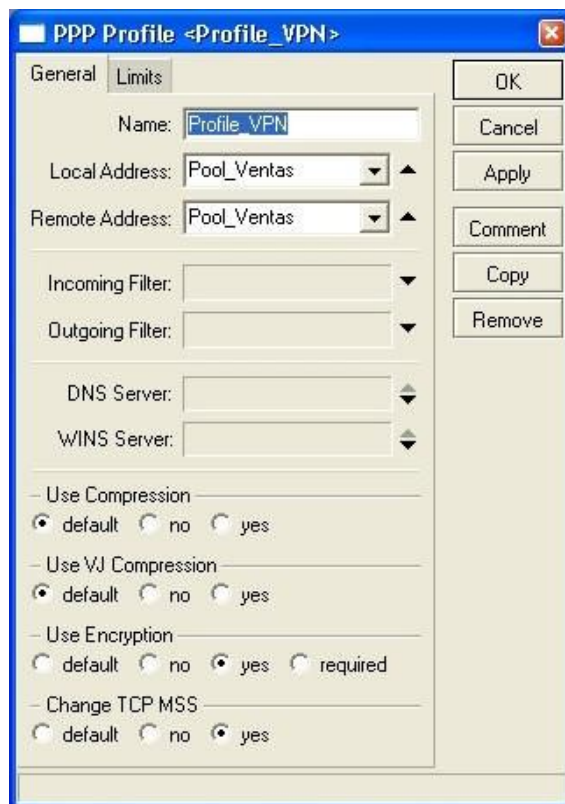 PPP Profile <Profile_VPN>
General Limits
Name: Profile_VPN
Local Address: Pool_Ventas
Remote Address: Pool_Ventas
Incoming Filter:
Outgoing Filter:
DNS Server:
WINS Server:
Use Compression
default no yes
Use VJ Compression
default no yes
Use Encryption
default no yes required
Change TCP MSS
default no yes
OK
Cancel
Apply
Comment
Copy
Remove